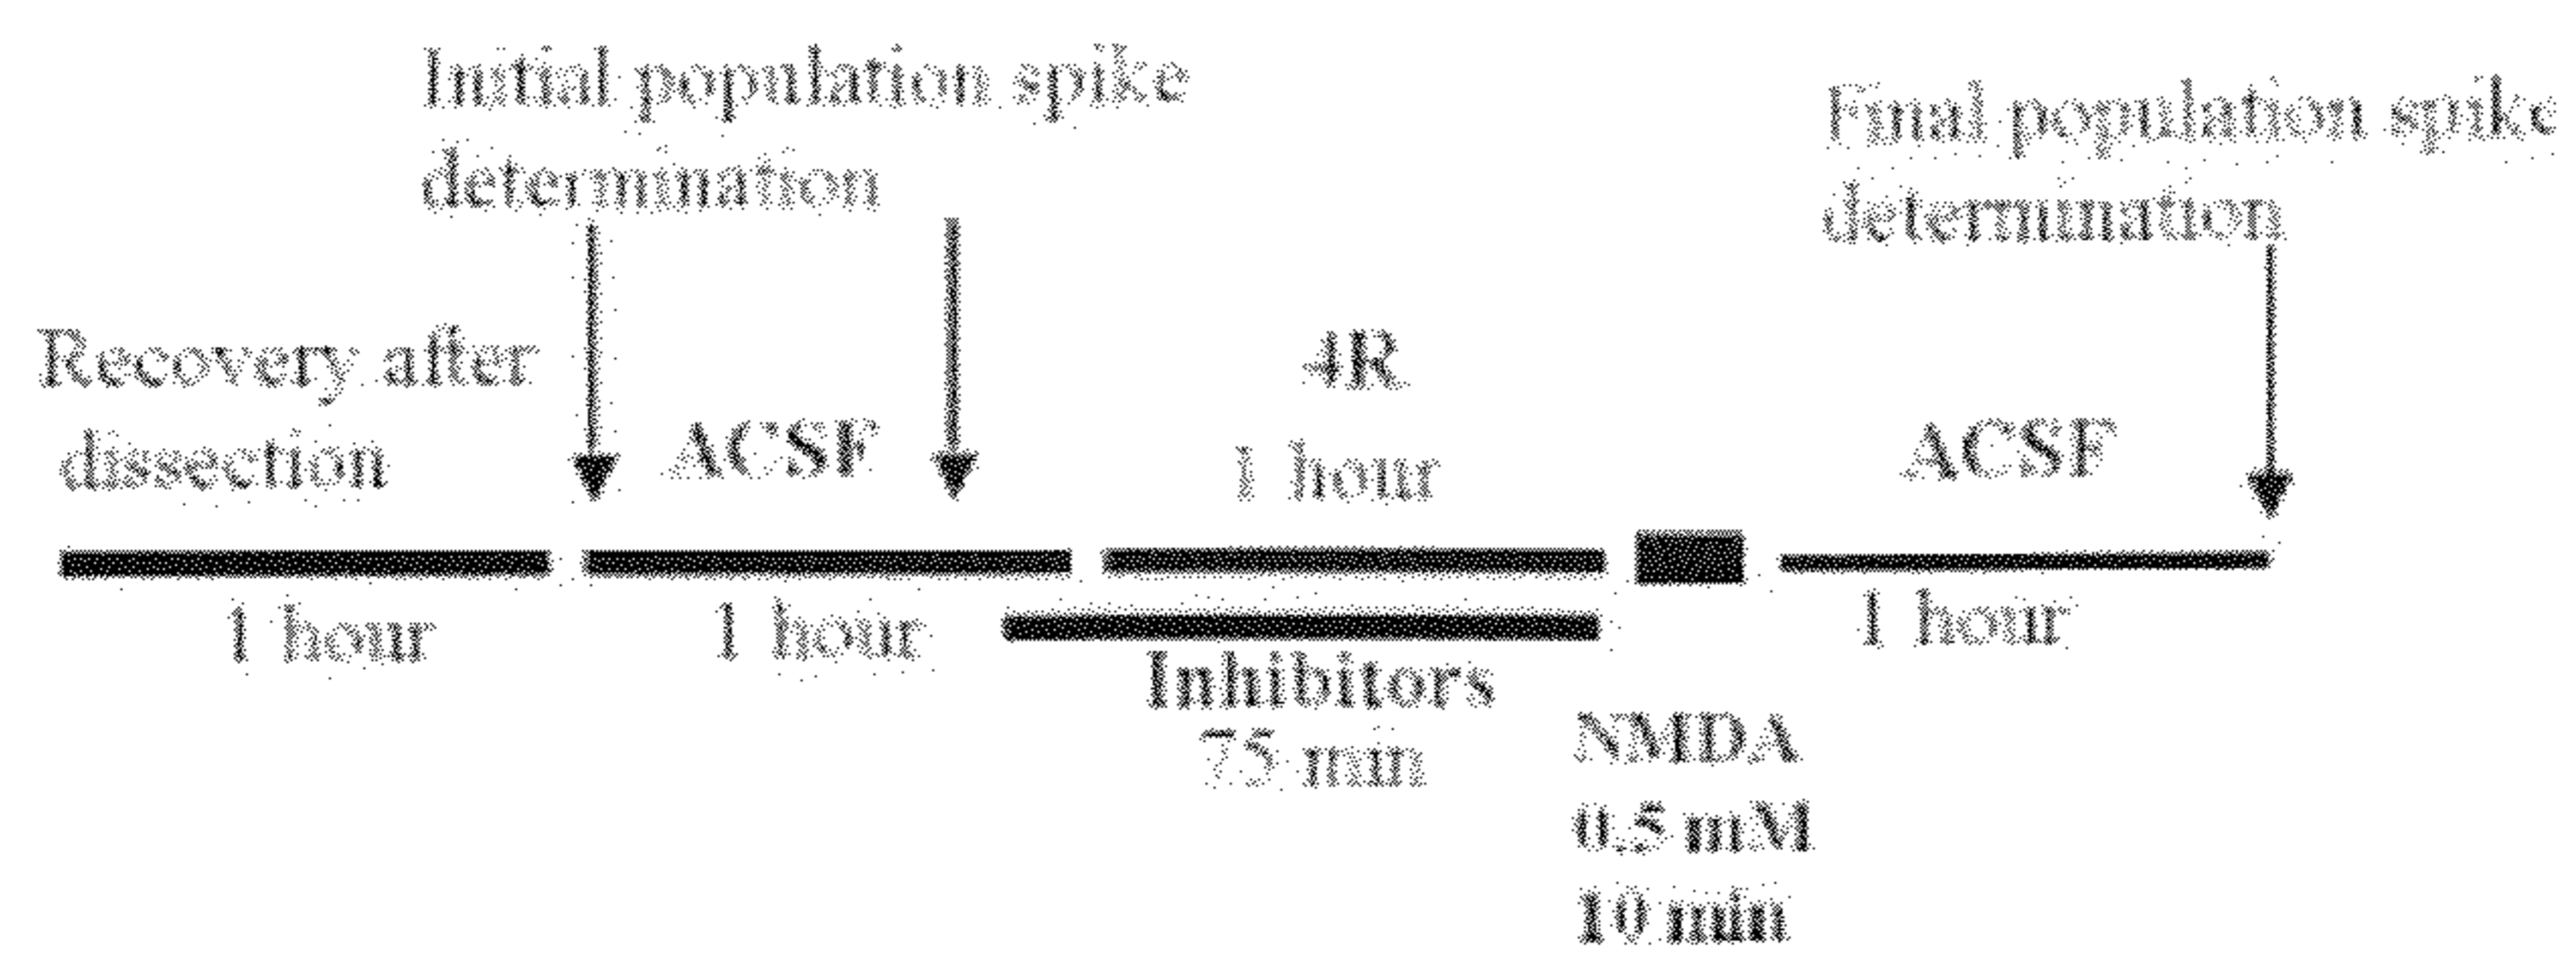 Initial population spike
determination
Final population spike
determination
Recovery after
dissection
1 hour
ACSF
1 hour
4R
1 hour
Inhibitors
75 min
NMDA
0.5 mM
10 min
ACSF
1 hour